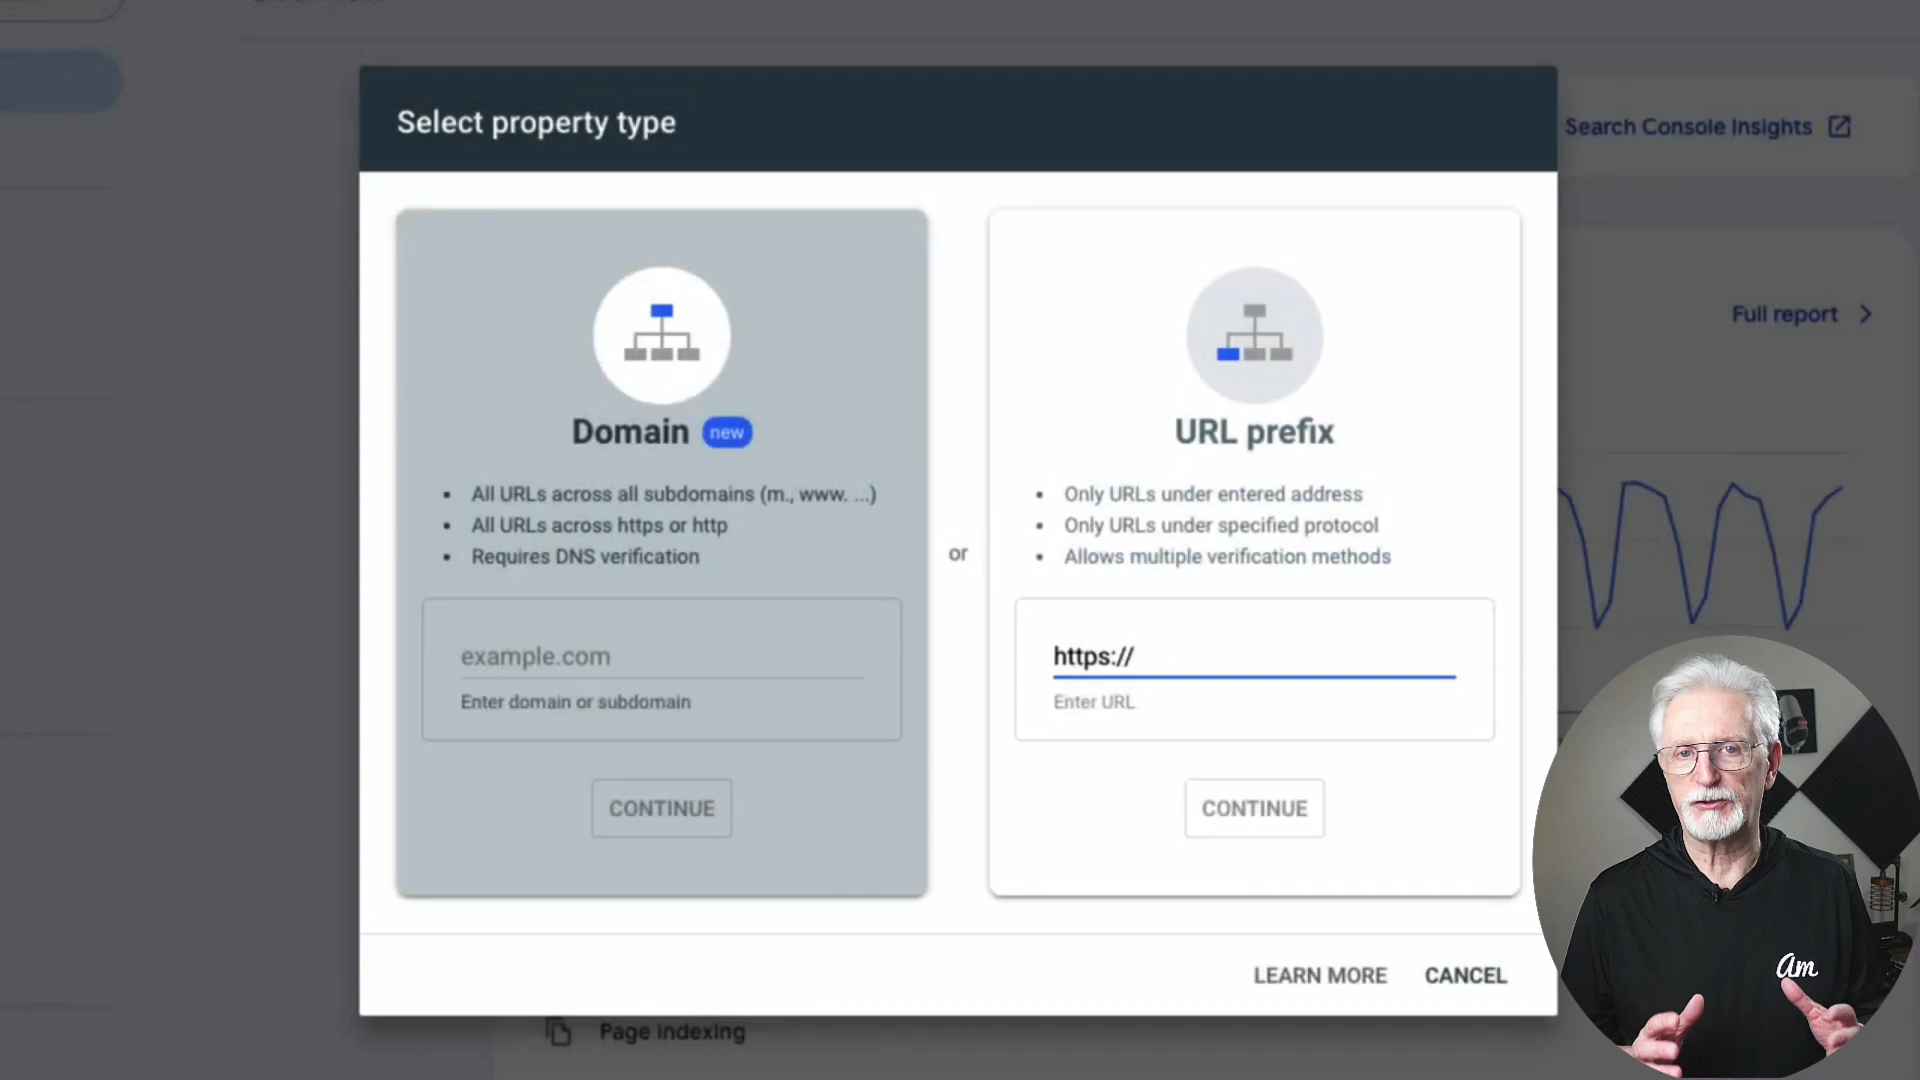 Select property type
Search Console Insights
Full report
Domain new
• All URLs across all subdomains (m., www. ...)
• All URLs across https or http
• Requires DNS verification
example.com
Enter domain or subdomain
CONTINUE
or
URL prefix
• Only URLs under entered address
• Only URLs under specified protocol
• Allows multiple verification methods
https://
Enter URL
CONTINUE
LEARN MORE CANCEL
Page indexing
am